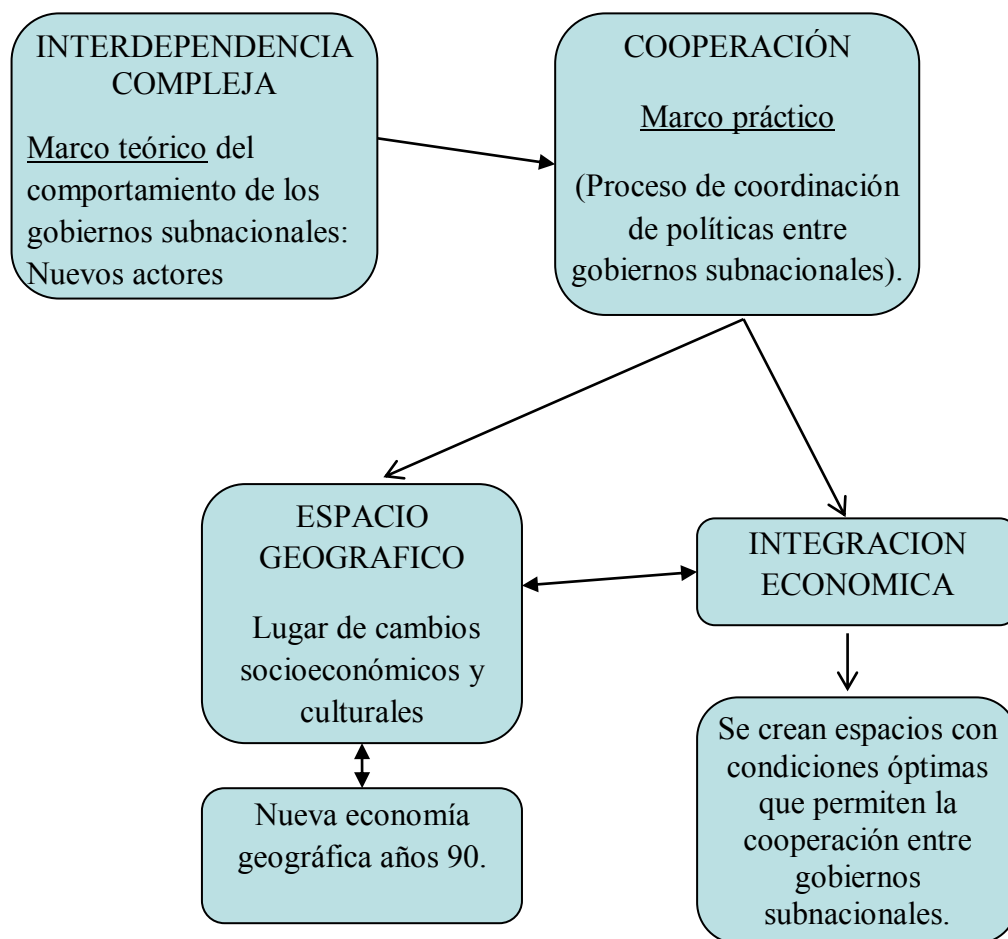 INTERDEPENDENCIA
COMPLEJA
Marco teórico del
comportamiento de los
gobiernos subnacionales:
Nuevos actores
COOPERACIÓN
Marco práctico
(Proceso de coordinación
de políticas entre
gobiernos subnacionales).
ESPACIO
GEOGRAFICO
Lugar de cambios
socioeconómicos y
culturales
INTEGRACION
ECONOMICA
Nueva economía
geográfica años 90.
Se crean espacios con
condiciones óptimas
que permiten la
cooperación entre
gobiernos
subnacionales.